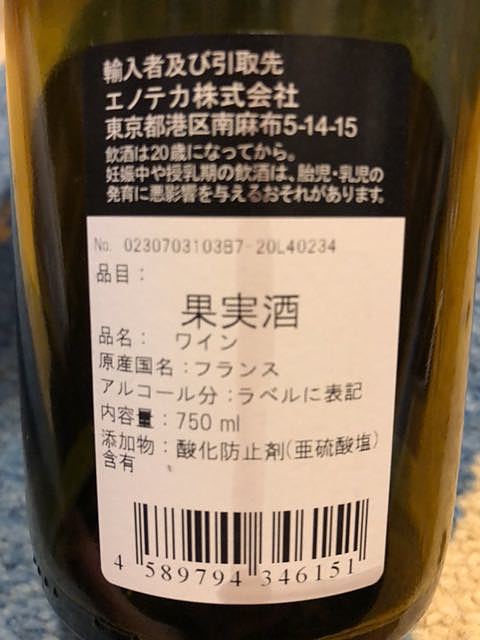 輸入者及び引取先
エノテカ株式会社
東京都港区南麻布5-14-15
飲酒は20歳になってから。
妊娠中や授乳期の飲酒は、胎児・乳児の
発育に悪影響を与えるおそれがあります。
No. 0230703103B7-20L40234
品目：
果実酒
品名： ワイン
原産国名：フランス
アルコール分：ラベルに表記
内容量：750 ml
添加物：酸化防止剤(亜硫酸塩)
含有
4 589794 346151